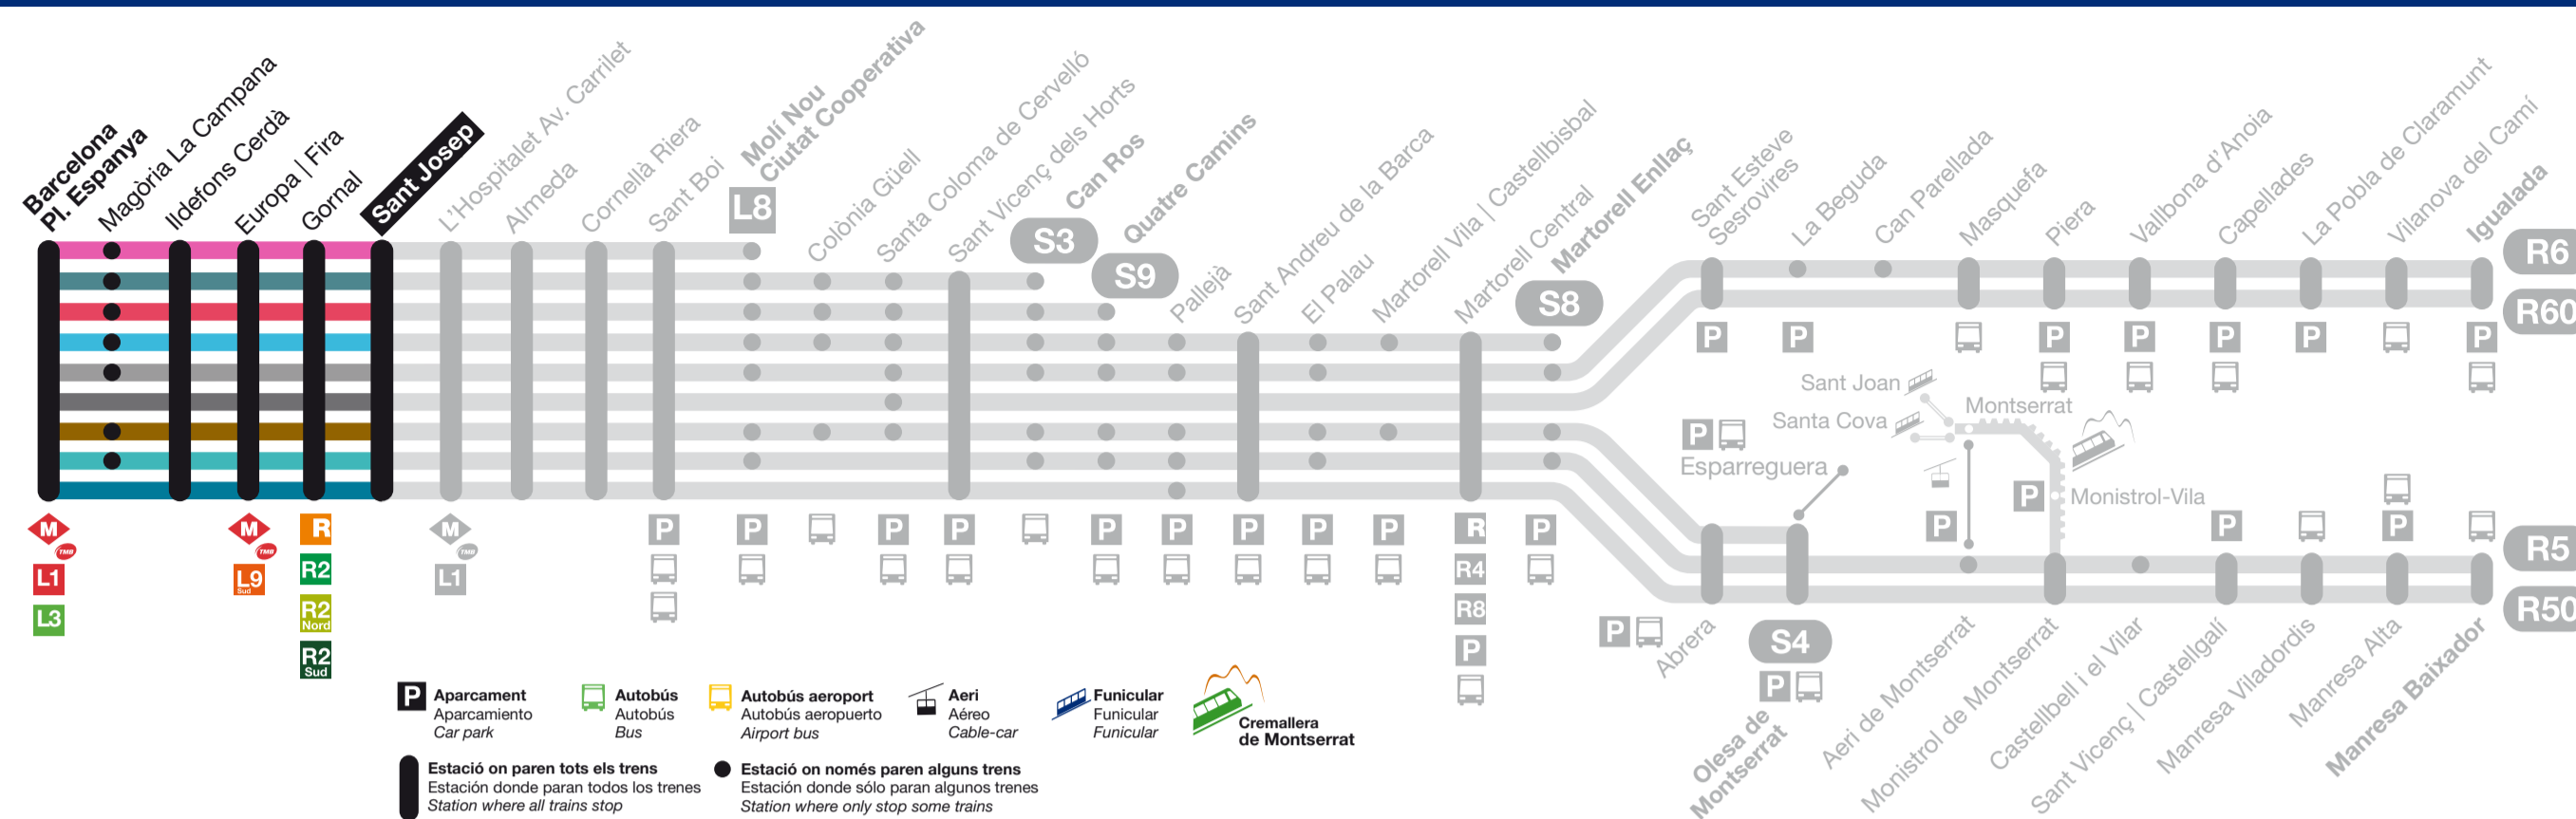 Barcelona
Pl. Espanya
Magòria La Campana
Ildefons Cerdà
Europa | Fira
Gornal
Sant Josep
L'Hospitalet Av. Carrilet
Almeda
Cornellà Riera
Sant Boi
Molí Nou
Ciutat Cooperativa
L8
Colònia Güell
Santa Coloma de Cervelló
Sant Vicenç dels Horts
Can Ros
S3
Quatre Camins
S9
Pallejà
Sant Andreu de la Barca
El Palau
Martorell Vila | Castellbisbal
Martorell Central
Martorell Enllaç
S8
Sant Esteve
Sesrovires
La Beguda
Can Parellada
Masquefa
Piera
Vallbona d'Anoia
Capellades
La Pobla de Claramunt
Vilanova del Camí
Igualada
R6
R60
P
P
P
P
P
P
P
Sant Joan
Santa Cova
Montserrat
P
Esparreguera
P
P
Monistrol-Vila
P
P
R5
R50
M
TMB
L1
L3
M
TMB
L9
Sud
R
R2
R2
Nord
R2
Sud
M
TMB
L1
P
P
P
P
P
P
P
P
P
R
R4
R8
P
P
P
Abrera
S4
P
Olesa de
Montserrat
Aeri de Montserrat
Monistrol de Montserrat
Castellbell i el Vilar
Sant Vicenç | Castellgalí
Manresa Viladordis
Manresa Alta
Manresa Baixador
P
Aparcament
Aparcamiento
Car park
Autobús
Autobús
Bus
Autobús aeroport
Autobús aeropuerto
Airport bus
Aeri
Aéreo
Cable-car
Funicular
Funicular
Funicular
Cremallera
de Montserrat
Estació on paren tots els trens
Estación donde paran todos los trenes
Station where all trains stop
Estació on només paren alguns trens
Estación donde sólo paran algunos trenes
Station where only stop some trains